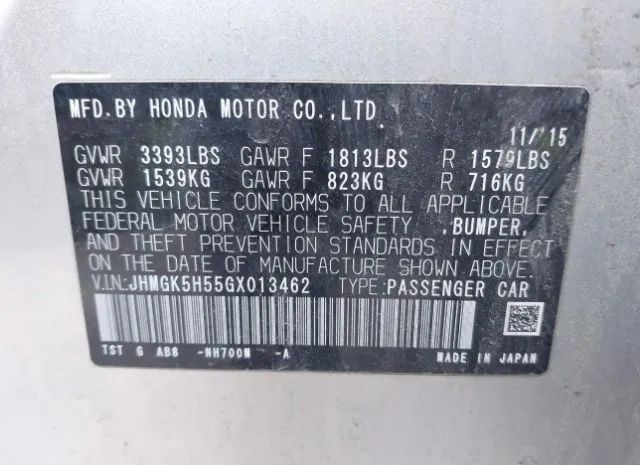 MFD.BY HONDA MOTOR CO.,LTD.
11/15
GVWR 3393LBS GAWR F 1813LBS R 1579LBS
GVWR 1539KG GAWR F 823KG R 716KG
THIS VEHICLE CONFORMS TO ALL APPLICABLE
FEDERAL MOTOR VEHICLE SAFETY ,BUMPER,
AND THEFT PREVENTION STANDARDS IN EFFECT
ON THE DATE OF MANUFACTURE SHOWN ABOVE.
V.I.N:JHMGK5H55GX013462 TYPE:PASSENGER CAR
TST G AB8 -NH700M -A
MADE IN JAPAN